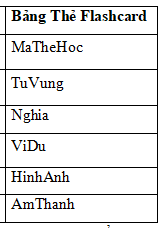 Bảng Thẻ Flashcard
MaTheHoc
TuVung
Nghia
ViDu
HinhAnh
AmThanh